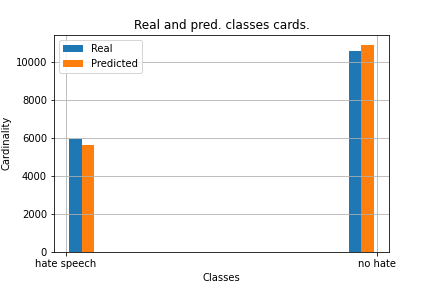 Real and pred. classes cards.
Real
Predicted
10000
8000
6000
4000
2000
0
Cardinality
hate speech
no hate
Classes